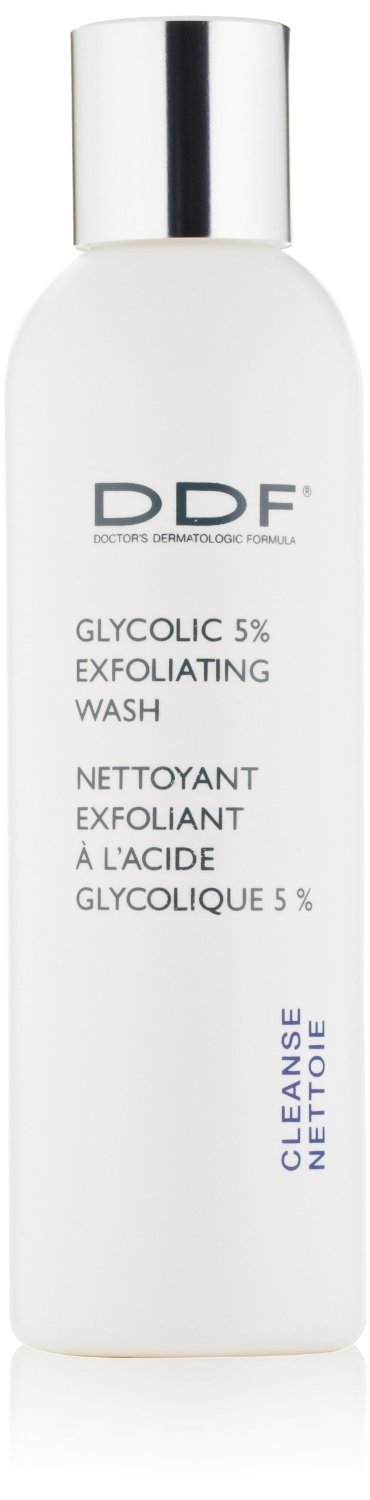 DDF®
DOCTOR'S DERMATOLOGIC FORMULA
GLYCOLIC 5%
EXFOLIATING
WASH
NETTOYANT
EXFOLIANT
À L'ACIDE
GLYCOLIQUE 5 %
CLEANSE
NETTOIE